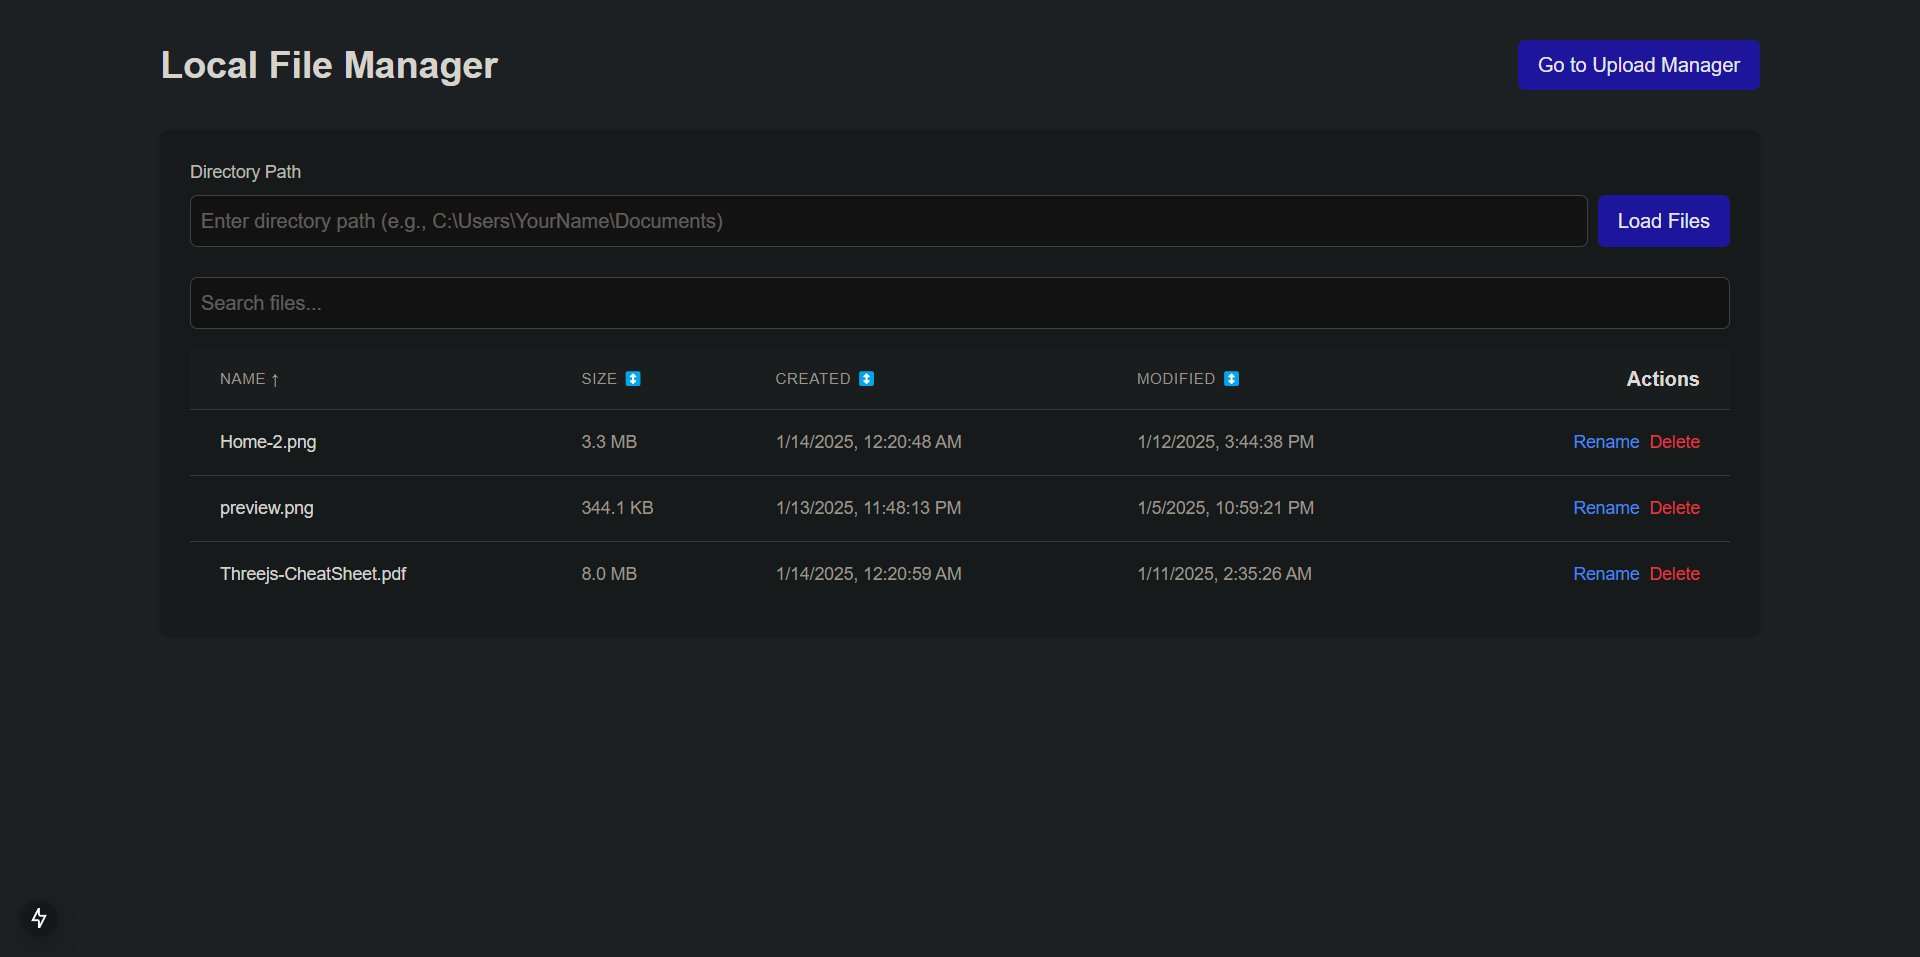 Local File Manager
Go to Upload Manager
Directory Path
Enter directory path (e.g., C:\Users\YourName\Documents)
Load Files
Search files...
NAME ↑ SIZE ↕️ CREATED ↕️ MODIFIED ↕️ Actions
Home-2.png 3.3 MB 1/14/2025, 12:20:48 AM 1/12/2025, 3:44:38 PM Rename Delete
preview.png 344.1 KB 1/13/2025, 11:48:13 PM 1/5/2025, 10:59:21 PM Rename Delete
Threejs-CheatSheet.pdf 8.0 MB 1/14/2025, 12:20:59 AM 1/11/2025, 2:35:26 AM Rename Delete